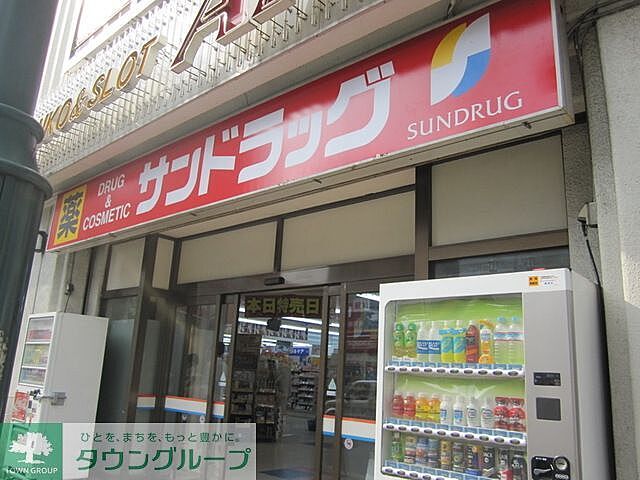 KO & SLOT
薬
DRUG
&
COSMETIC
サンドラッグ
SUNDRUG
本日特売日
TOWN GROUP
ひとを、まちを、もっと豊かに。
タウングループ